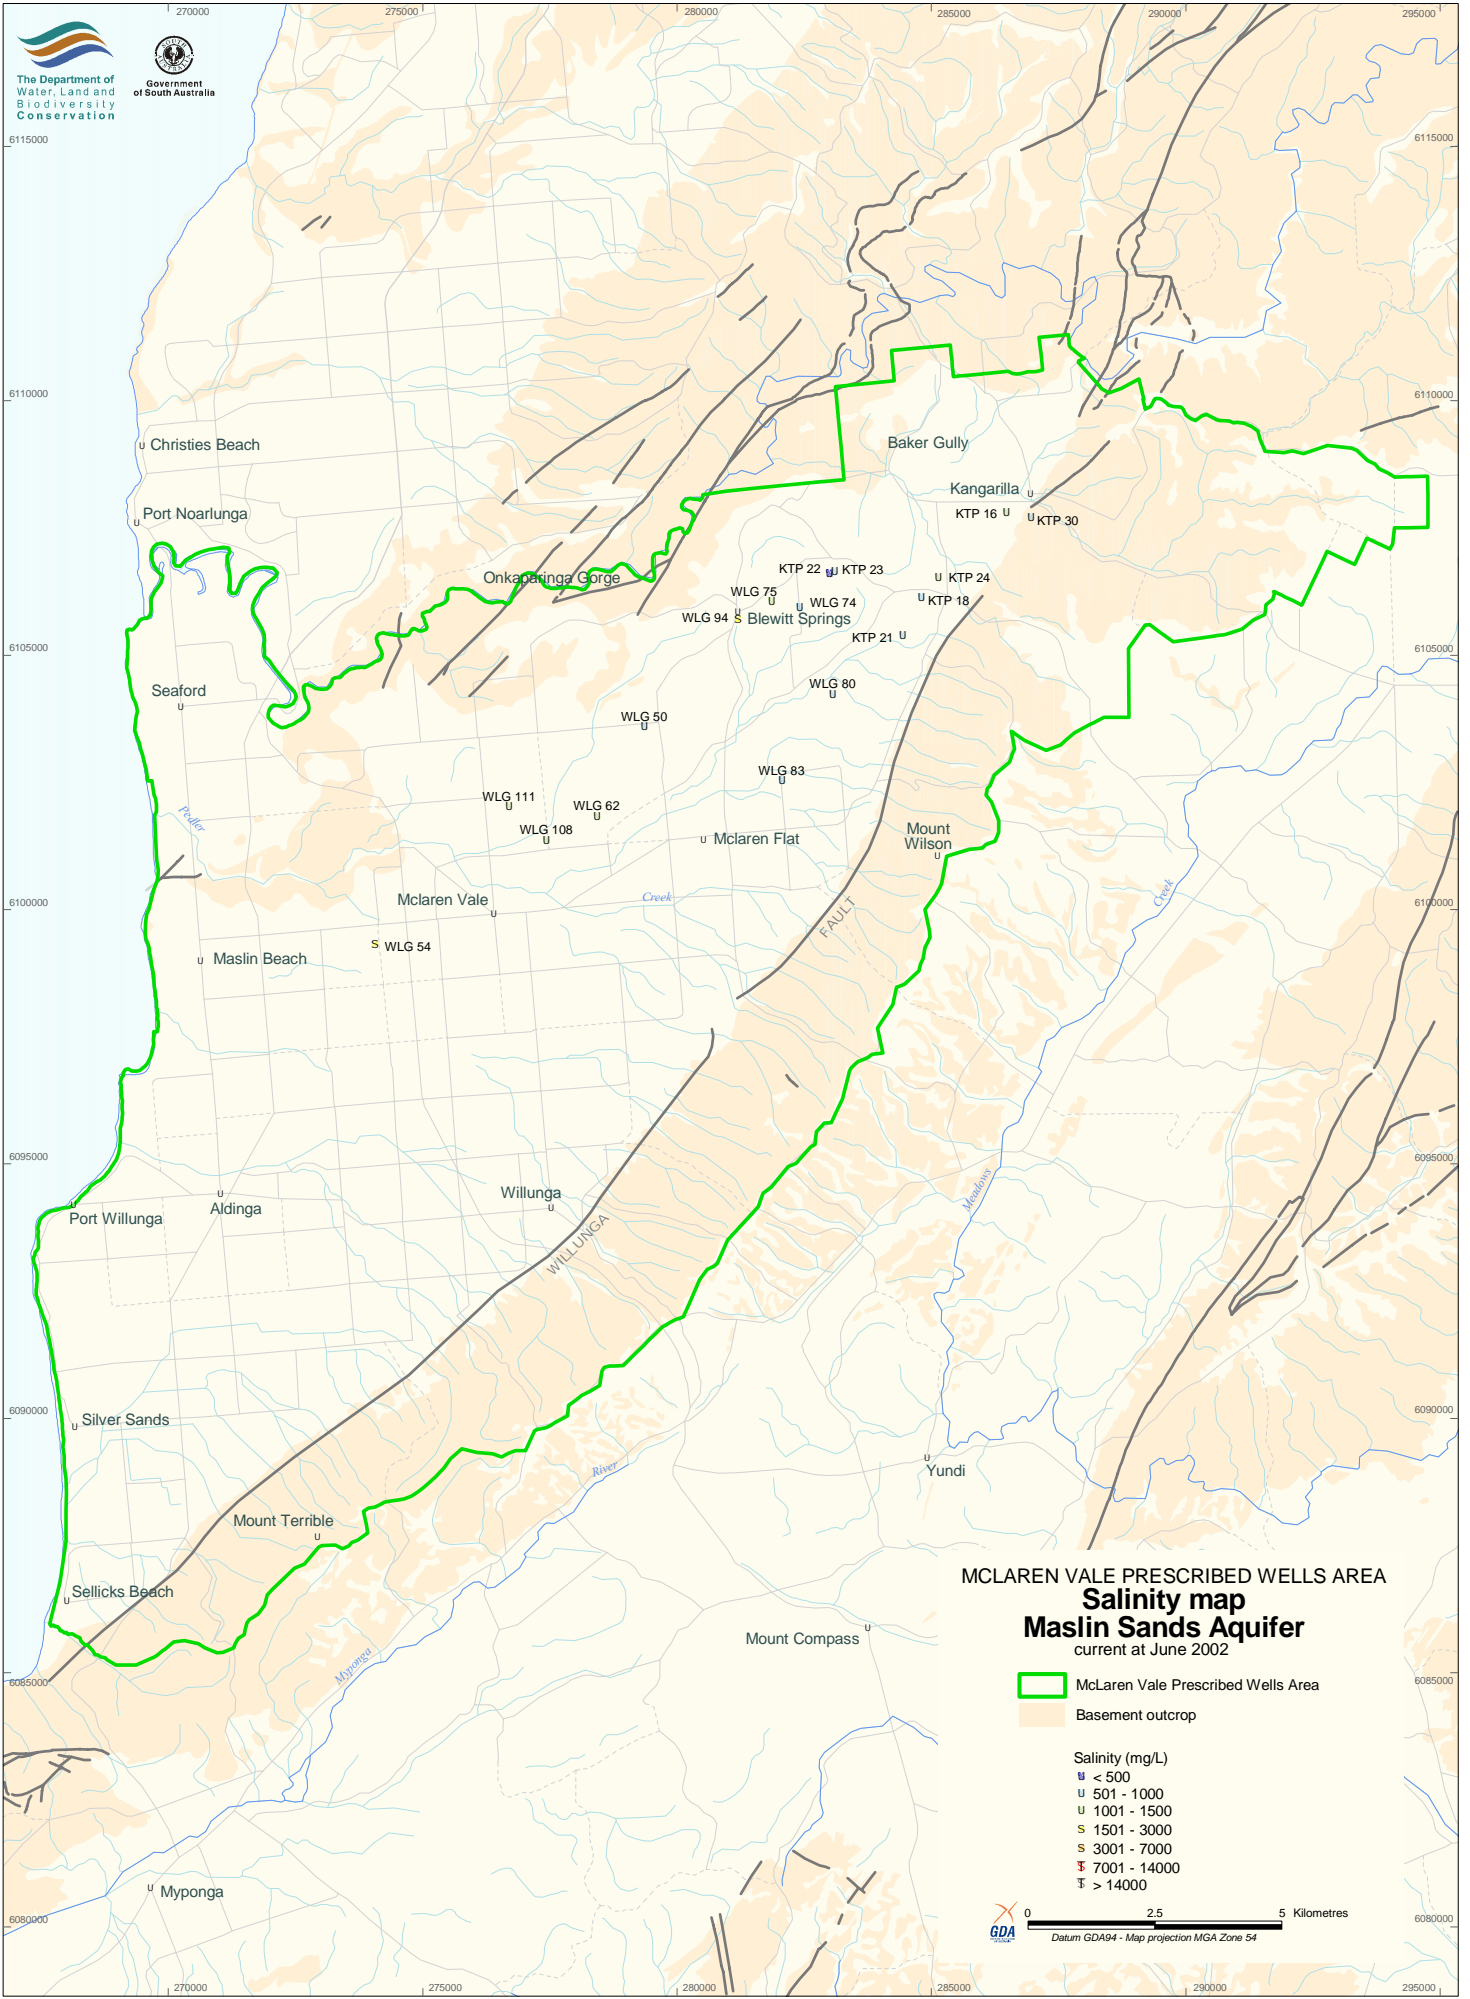 270000
275000
280000
285000
290000
295000
The Department of
Water, Land and
Biodiversity
Conservation
SOUTH
AUSTRALIA
Government
of South Australia
6115000
6115000
6110000
6110000
Christies Beach
Baker Gully
Kangarilla
Port Noarlunga
KTP 16
KTP 30
Onkaparinga Gorge
KTP 22
KTP 23
KTP 24
WLG 75
WLG 74
KTP 18
WLG 94
Blewitt Springs
KTP 21
6105000
6105000
Seaford
WLG 80
WLG 50
WLG 83
WLG 111
WLG 62
Pedler
WLG 108
Mclaren Flat
Mount
Wilson
Mclaren Vale
Creek
Creek
6100000
6100000
FAULT
WLG 54
Maslin Beach
6095000
6095000
Meadows
Willunga
Aldinga
Port Willunga
WILLUNGA
6090000
6090000
Silver Sands
River
Yundi
Mount Terrible
Sellicks Beach
Mount Compass
Myponga
6085000
6085000
MCLAREN VALE PRESCRIBED WELLS AREA
Salinity map
Maslin Sands Aquifer
current at June 2002
McLaren Vale Prescribed Wells Area
Basement outcrop
Salinity (mg/L)
< 500
501 - 1000
1001 - 1500
1501 - 3000
3001 - 7000
7001 - 14000
> 14000
Myponga
GDA
0 2.5 5 Kilometres
Datum GDA94 - Map projection MGA Zone 54
6080000
6080000
270000
275000
280000
285000
290000
295000